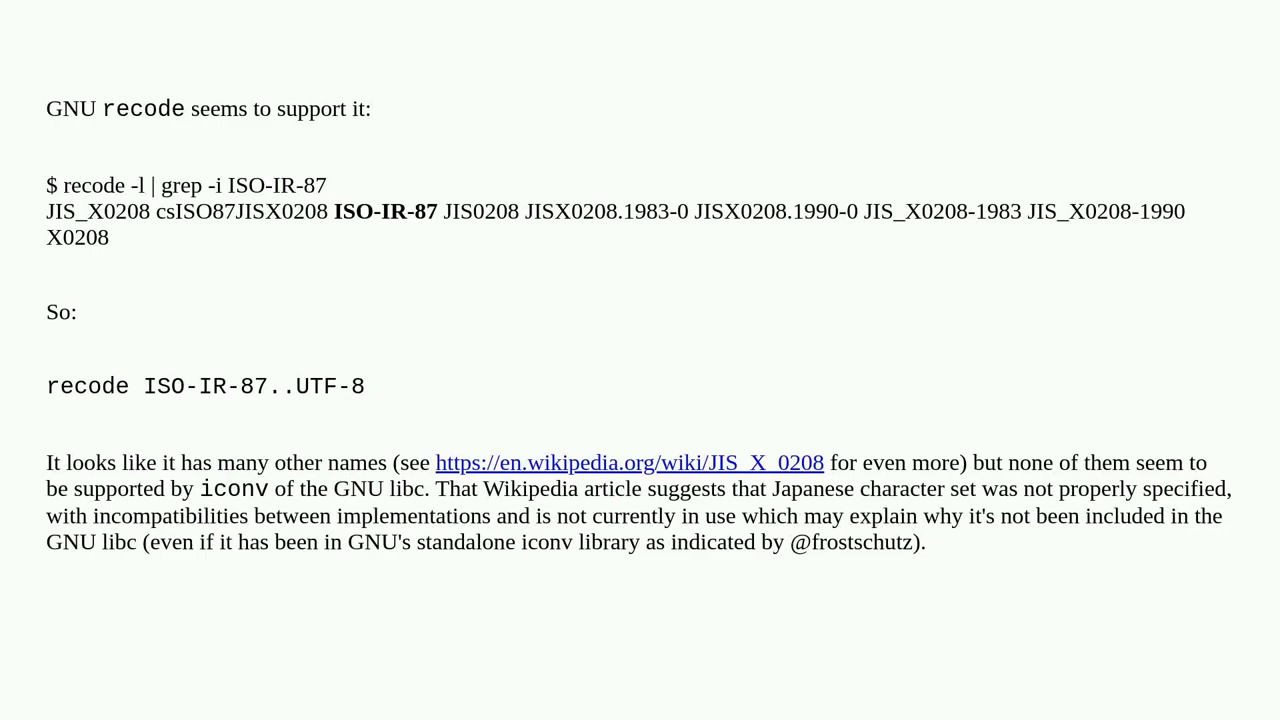 GNU recode seems to support it:
$ recode -l | grep -i ISO-IR-87
JIS_X0208 csISO87JISX0208 ISO-IR-87 JIS0208 JISX0208.1983-0 JISX0208.1990-0 JIS_X0208-1983 JIS_X0208-1990
X0208
So:
recode ISO-IR-87..UTF-8
It looks like it has many other names (see https://en.wikipedia.org/wiki/JIS_X_0208 for even more) but none of them seem to
be supported by iconv of the GNU libc. That Wikipedia article suggests that Japanese character set was not properly specified,
with incompatibilities between implementations and is not currently in use which may explain why it's not been included in the
GNU libc (even if it has been in GNU's standalone iconv library as indicated by @frostschutz).